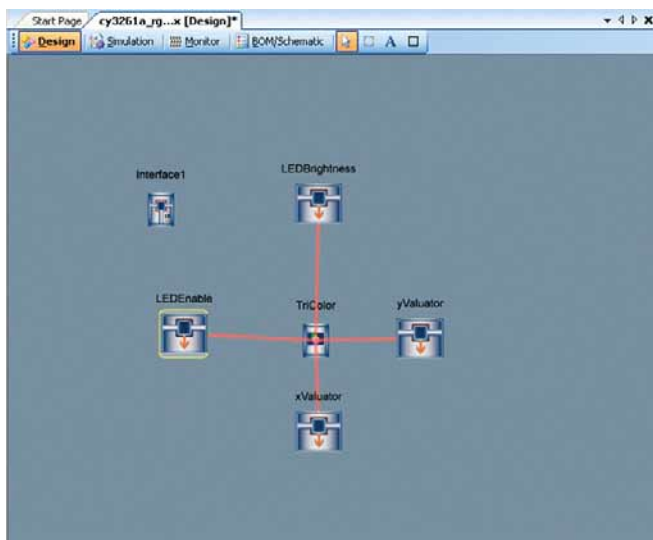 Start Page cy3261a_rg...x [Design]*
Design Simulation Monitor BOM/Schematic A
LEDBrightness
Interface1
LEDEnable
TriColor
yValuator
xValuator